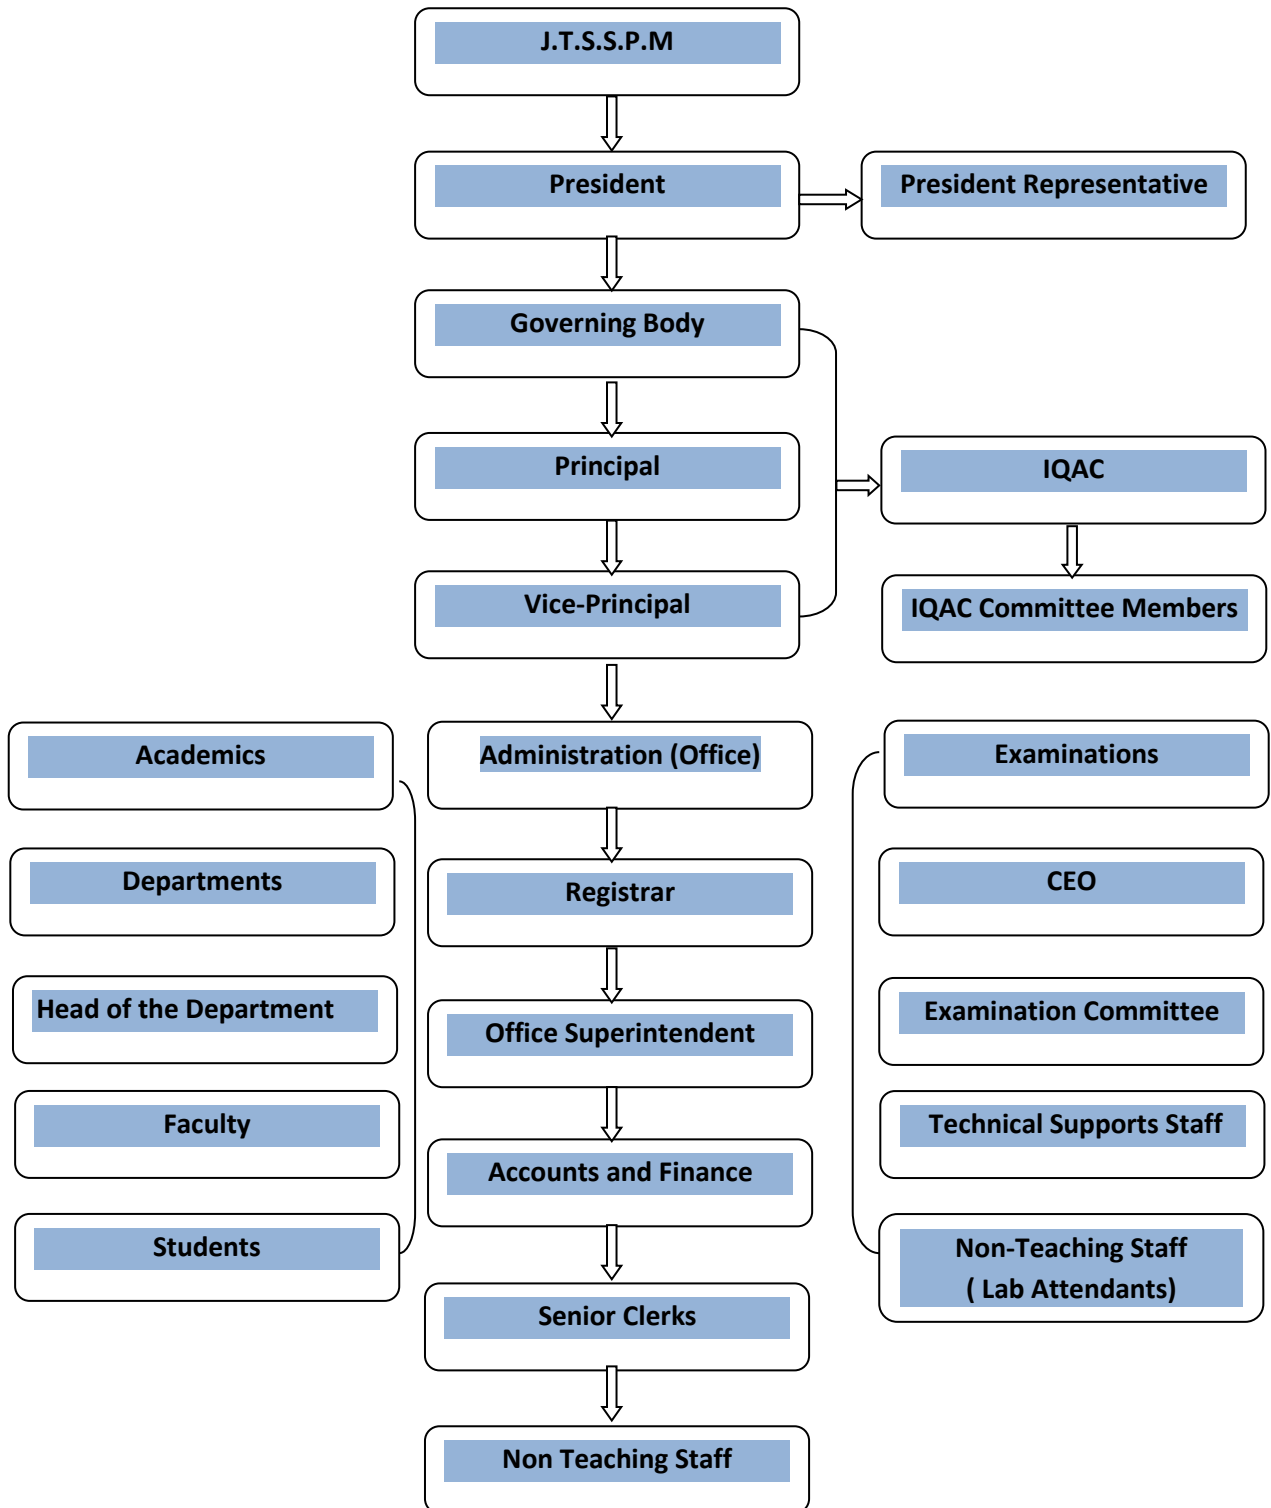 J.T.S.S.P.M
President
President Representative
Governing Body
Principal
IQAC
Vice-Principal
IQAC Committee Members
Academics
Administration (Office)
Examinations
Departments
Registrar
CEO
Head of the Department
Office Superintendent
Examination Committee
Faculty
Accounts and Finance
Technical Supports Staff
Students
Senior Clerks
Non-Teaching Staff
( Lab Attendants)
Non Teaching Staff